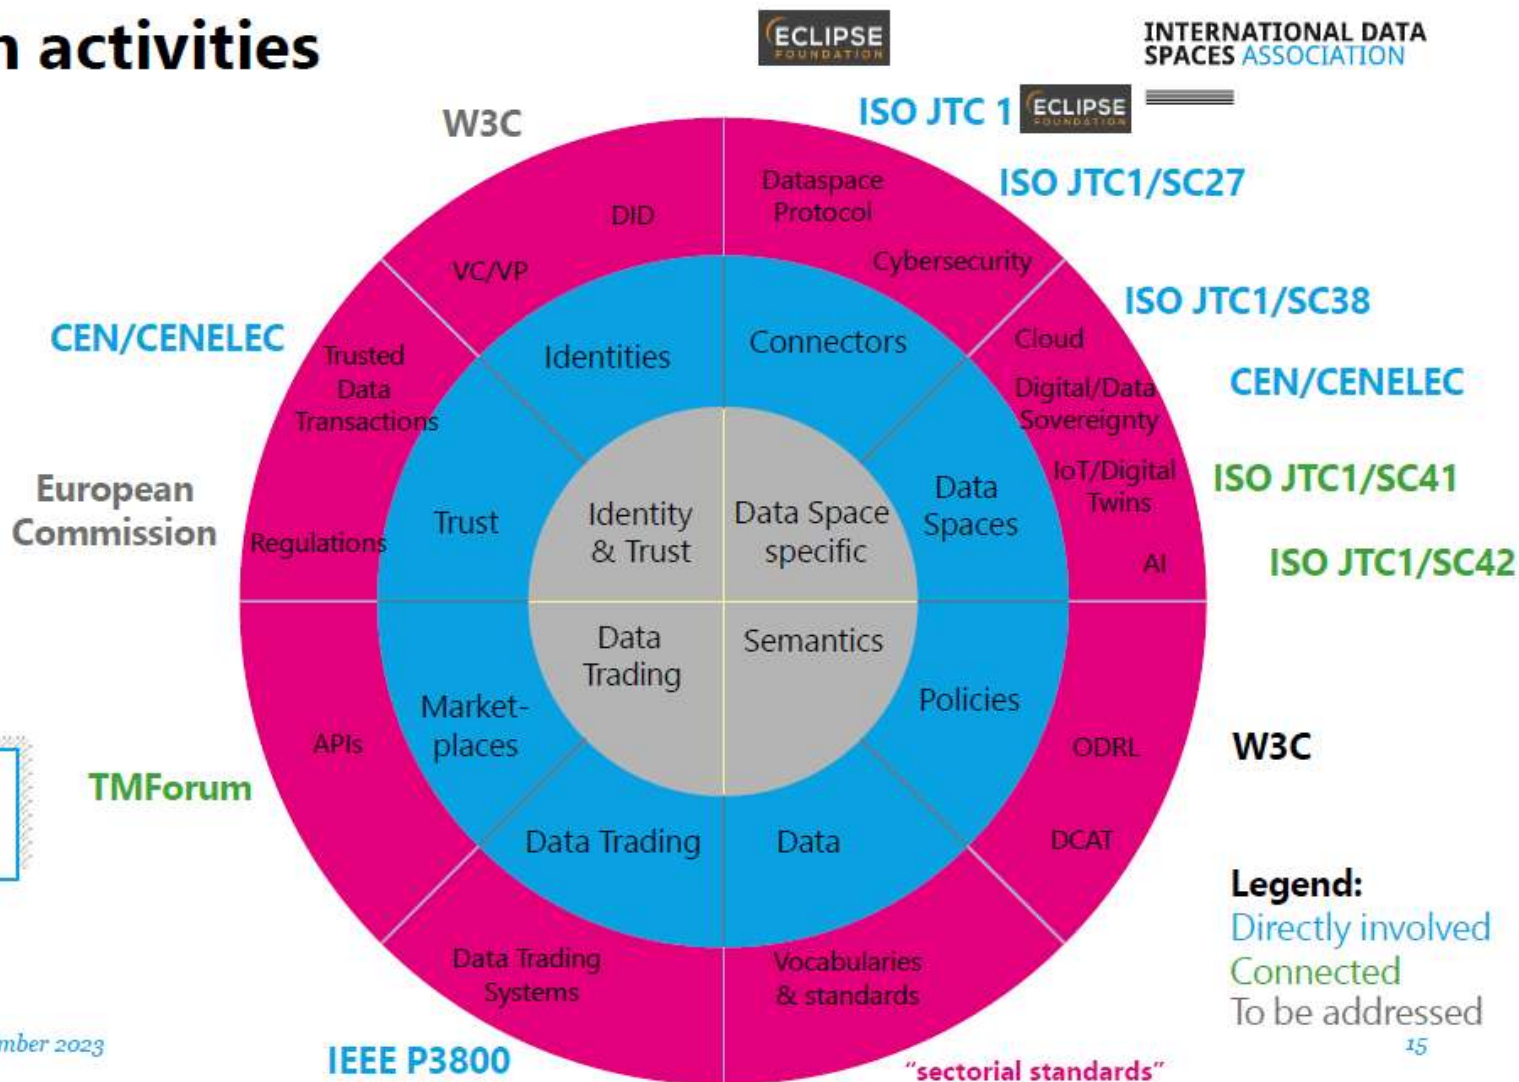 n activities
ECLIPSE
FOUNDATION
INTERNATIONAL DATA
SPACES ASSOCIATION
W3C
ISO JTC 1
ECLIPSE
FOUNDATION
ISO JTC1/SC27
ISO JTC1/SC38
CEN/CENELEC
ISO JTC1/SC41
ISO JTC1/SC42
CEN/CENELEC
European
Commission
TMForum
IEEE P3800
W3C
"sectorial standards"
DID
VC/VP
Dataspace
Protocol
Cybersecurity
Cloud
Digital/Data
Sovereignty
IoT/Digital
Twins
AI
Trusted
Data
Transactions
Regulations
APIs
Data Trading
Systems
Vocabularies
& standards
ODRL
DCAT
Identities
Connectors
Data
Spaces
Policies
Data
Data Trading
Market-
places
Trust
Identity
& Trust
Data Space
specific
Data
Trading
Semantics
Legend:
Directly involved
Connected
To be addressed
mber 2023
15